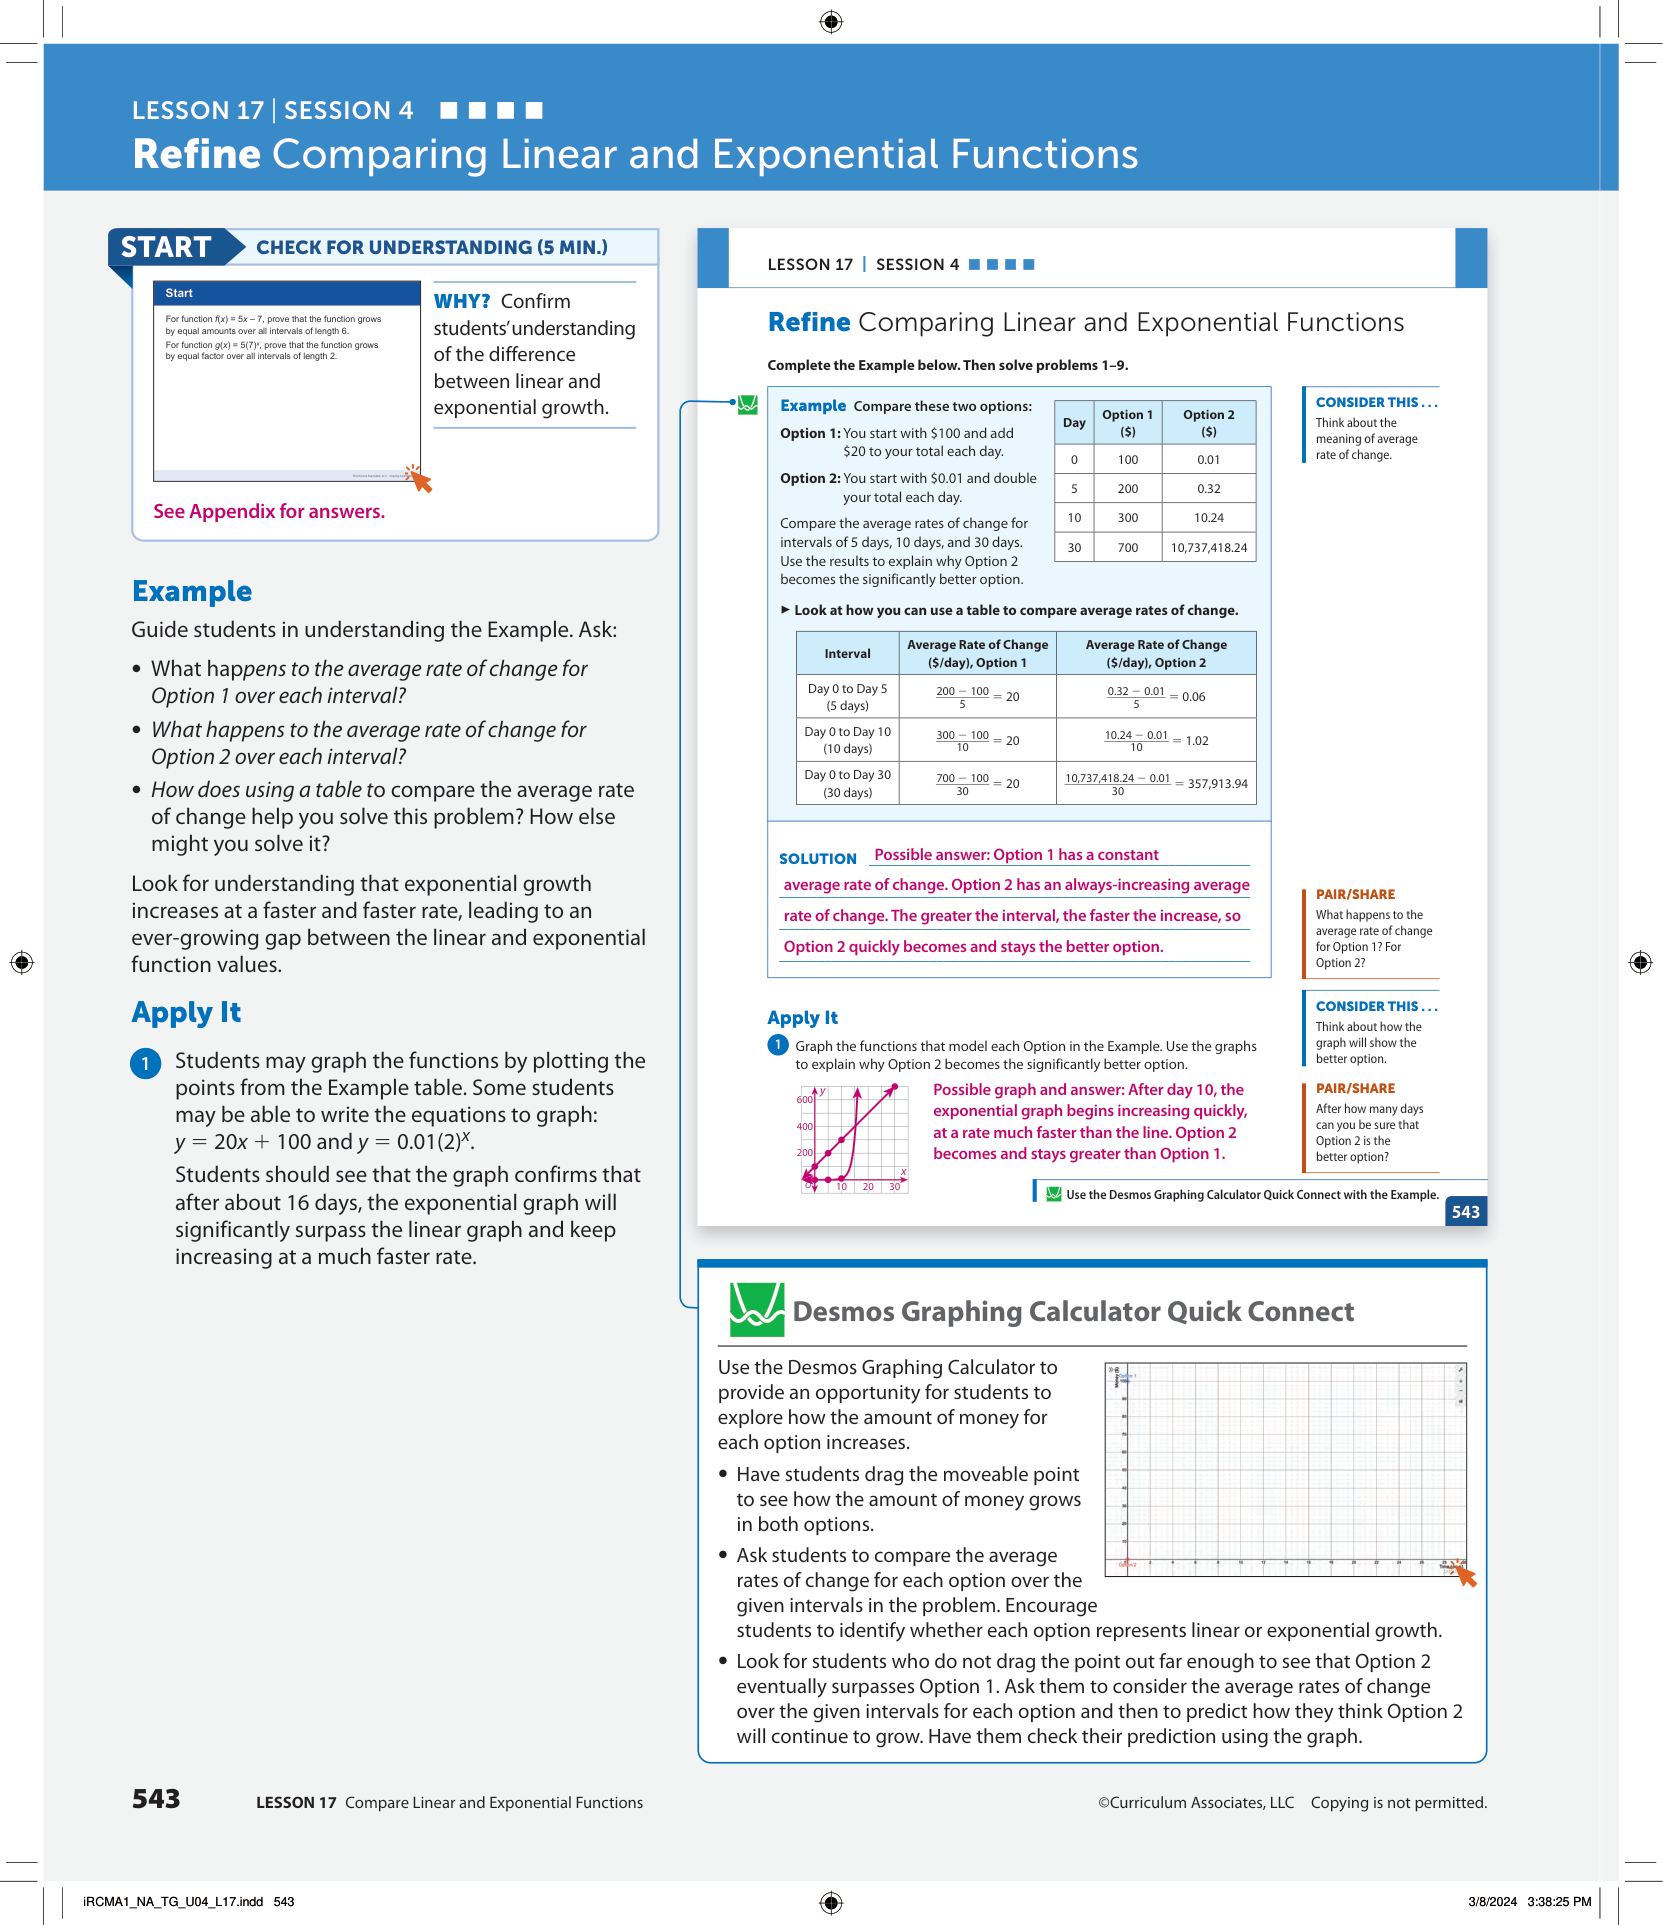 LESSON 17 | SESSION 4
Refine Comparing Linear and Exponential Functions
START
CHECK FOR UNDERSTANDING (5 MIN.)
Start
For function f(x) = 5x – 7, prove that the function grows
by equal amounts over all intervals of length 6.
For function g(x) = 5(7)ˣ, prove that the function grows
by equal factor over all intervals of length 2.
WHY? Confirm
students' understanding
of the difference
between linear and
exponential growth.
See Appendix for answers.
Example
Guide students in understanding the Example. Ask:
• What happens to the average rate of change for
Option 1 over each interval?
• What happens to the average rate of change for
Option 2 over each interval?
• How does using a table to compare the average rate
of change help you solve this problem? How else
might you solve it?
Look for understanding that exponential growth
increases at a faster and faster rate, leading to an
ever-growing gap between the linear and exponential
function values.
Apply It
1 Students may graph the functions by plotting the
points from the Example table. Some students
may be able to write the equations to graph:
y = 20x + 100 and y = 0.01(2)ˣ.
Students should see that the graph confirms that
after about 16 days, the exponential graph will
significantly surpass the linear graph and keep
increasing at a much faster rate.
LESSON 17 | SESSION 4
Refine Comparing Linear and Exponential Functions
Complete the Example below. Then solve problems 1–9.
Example Compare these two options:
Option 1: You start with $100 and add
$20 to your total each day.
Option 2: You start with $0.01 and double
your total each day.
Compare the average rates of change for
intervals of 5 days, 10 days, and 30 days.
Use the results to explain why Option 2
becomes the significantly better option.
Day Option 1 ($) Option 2 ($)
0 100 0.01
5 200 0.32
10 300 10.24
30 700 10,737,418.24
► Look at how you can use a table to compare average rates of change.
Interval Average Rate of Change ($/day), Option 1 Average Rate of Change ($/day), Option 2
Day 0 to Day 5 (5 days) 200 − 100 / 5 = 20 0.32 − 0.01 / 5 = 0.06
Day 0 to Day 10 (10 days) 300 − 100 / 10 = 20 10.24 − 0.01 / 10 = 1.02
Day 0 to Day 30 (30 days) 700 − 100 / 30 = 20 10,737,418.24 − 0.01 / 30 = 357,913.94
SOLUTION Possible answer: Option 1 has a constant
average rate of change. Option 2 has an always-increasing average
rate of change. The greater the interval, the faster the increase, so
Option 2 quickly becomes and stays the better option.
Apply It
1 Graph the functions that model each Option in the Example. Use the graphs
to explain why Option 2 becomes the significantly better option.
y
600
400
200
O
10 20 30
x
Possible graph and answer: After day 10, the
exponential graph begins increasing quickly,
at a rate much faster than the line. Option 2
becomes and stays greater than Option 1.
CONSIDER THIS . . .
Think about the
meaning of average
rate of change.
PAIR/SHARE
What happens to the
average rate of change
for Option 1? For
Option 2?
CONSIDER THIS . . .
Think about how the
graph will show the
better option.
PAIR/SHARE
After how many days
can you be sure that
Option 2 is the
better option?
Use the Desmos Graphing Calculator Quick Connect with the Example.
543
Desmos Graphing Calculator Quick Connect
Use the Desmos Graphing Calculator to
provide an opportunity for students to
explore how the amount of money for
each option increases.
• Have students drag the moveable point
to see how the amount of money grows
in both options.
• Ask students to compare the average
rates of change for each option over the
given intervals in the problem. Encourage
students to identify whether each option represents linear or exponential growth.
• Look for students who do not drag the point out far enough to see that Option 2
eventually surpasses Option 1. Ask them to consider the average rates of change
over the given intervals for each option and then to predict how they think Option 2
will continue to grow. Have them check their prediction using the graph.
543
LESSON 17 Compare Linear and Exponential Functions
©Curriculum Associates, LLC Copying is not permitted.
iRCMA1_NA_TG_U04_L17.indd 543
3/8/2024 3:38:25 PM